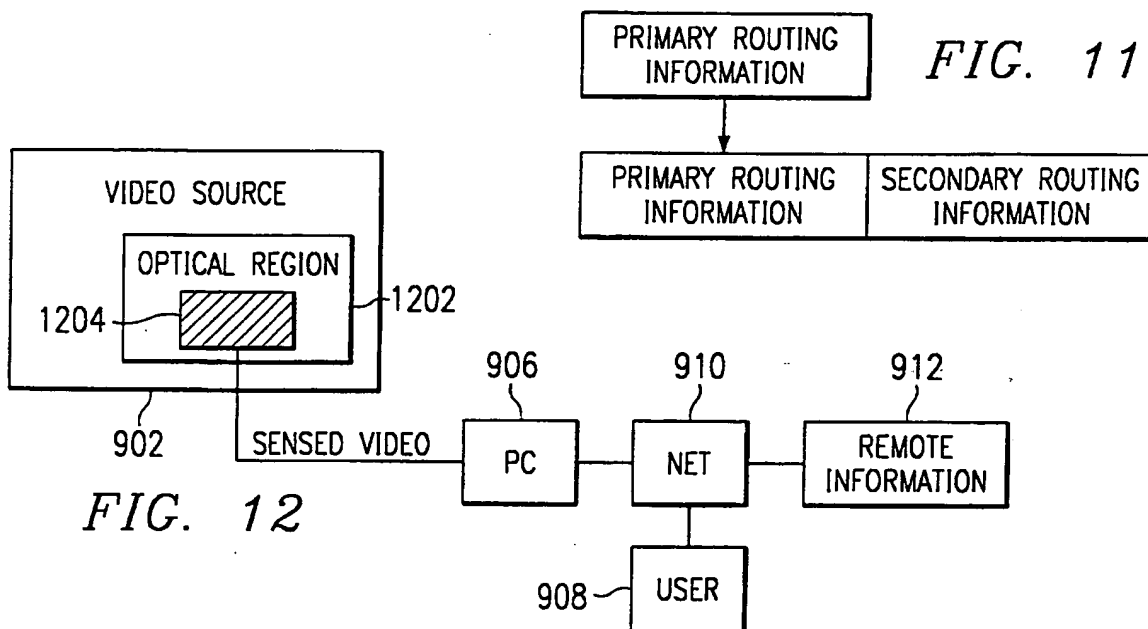 PRIMARY ROUTING
INFORMATION
FIG. 11
PRIMARY ROUTING
INFORMATION
SECONDARY ROUTING
INFORMATION
VIDEO SOURCE
OPTICAL REGION
1204
1202
902
SENSED VIDEO
906
PC
910
NET
912
REMOTE
INFORMATION
908
USER
FIG. 12